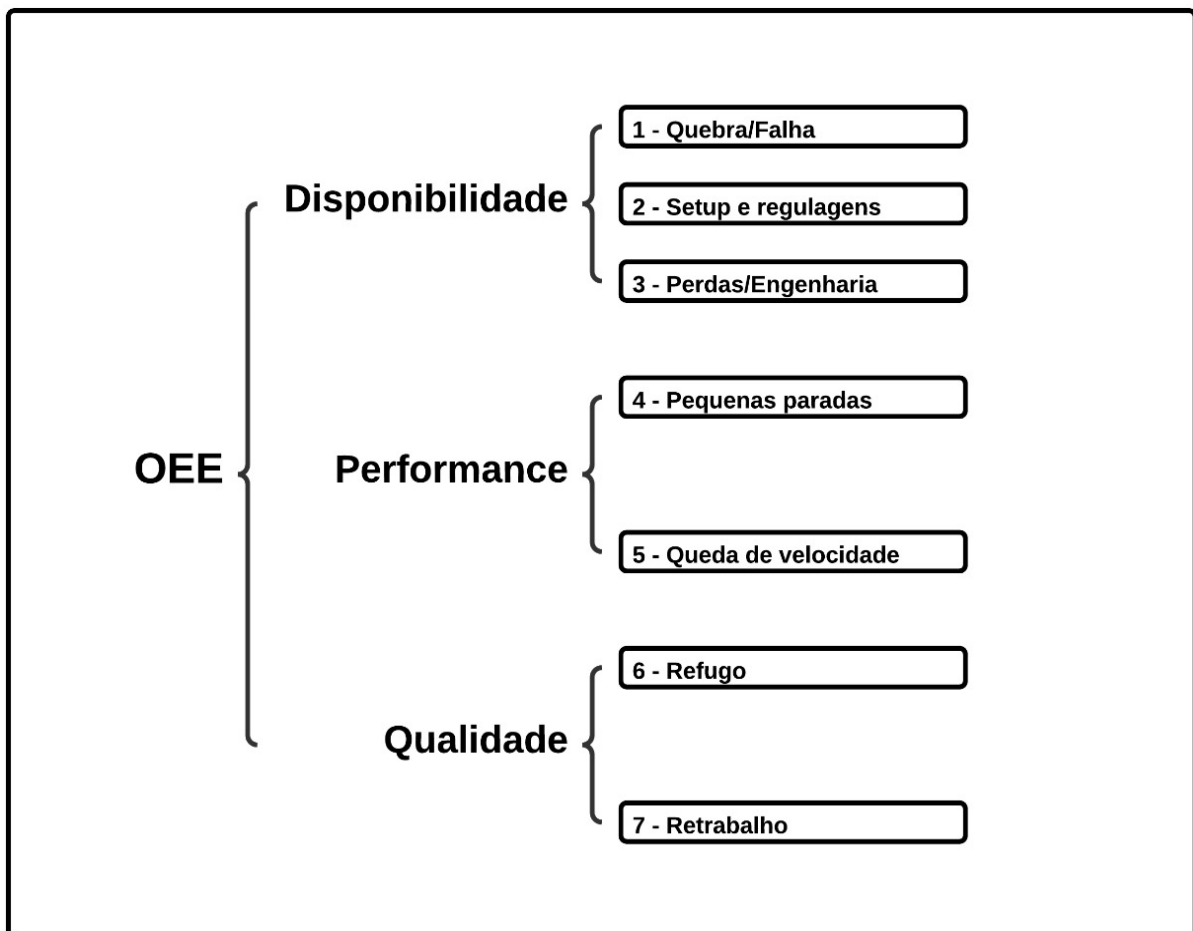 OEE
Disponibilidade
1 - Quebra/Falha
2 - Setup e regulagens
3 - Perdas/Engenharia
Performance
4 - Pequenas paradas
5 - Queda de velocidade
Qualidade
6 - Refugo
7 - Retrabalho